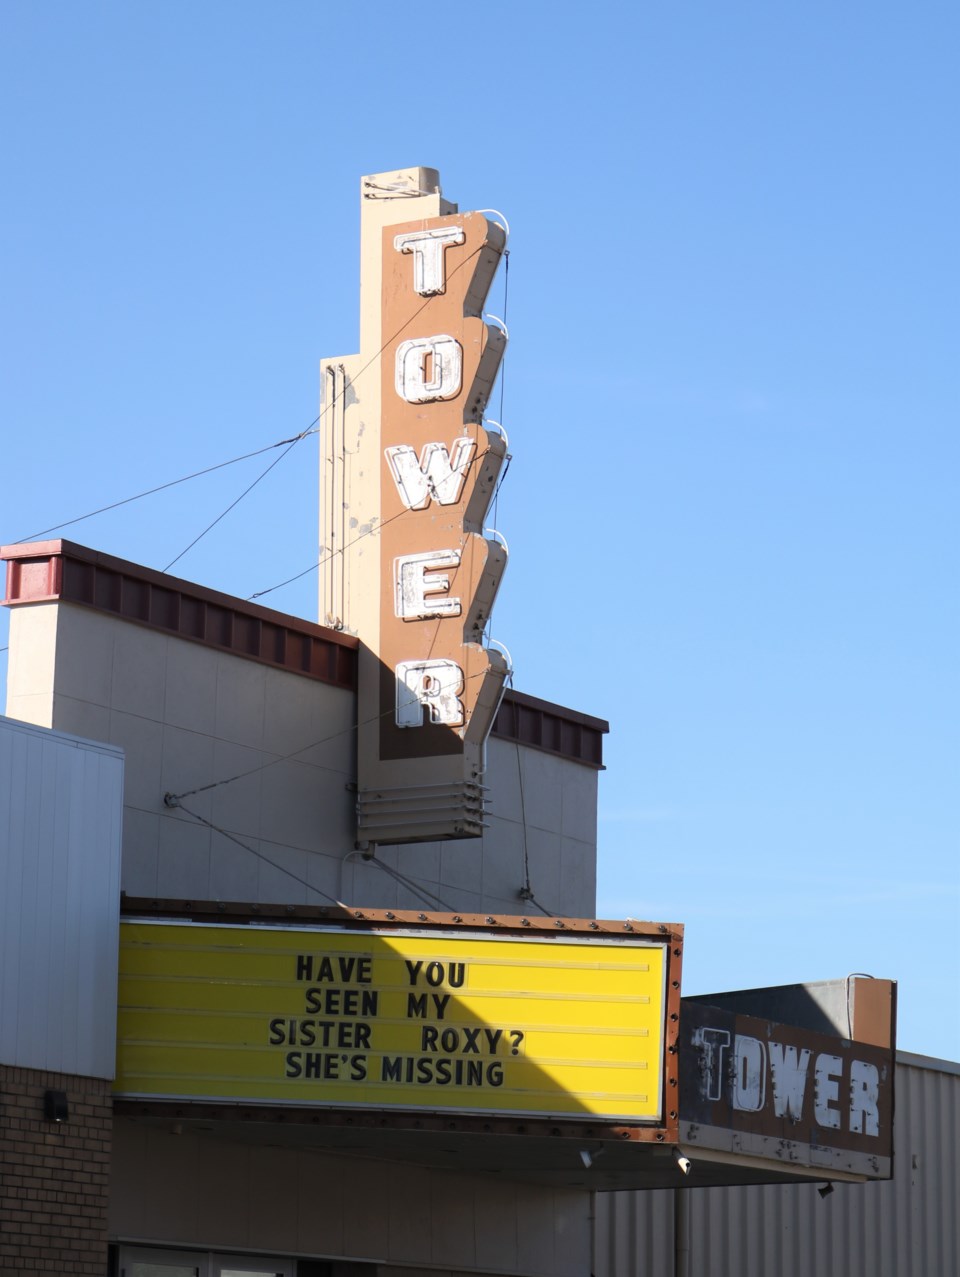 TOWER
HAVE YOU
SEEN MY
SISTER ROXY?
SHE'S MISSING
TOWER